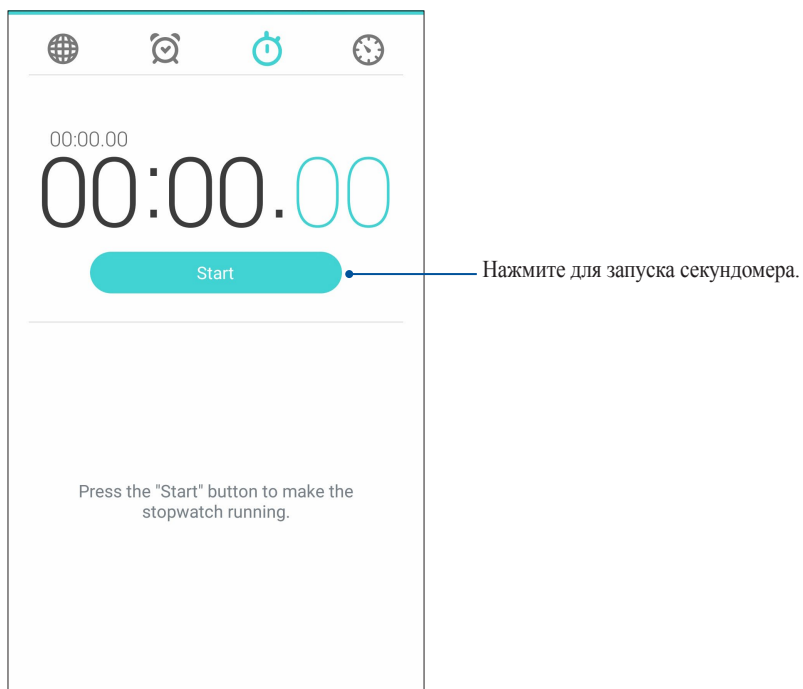 00:00.00
00:00.00
Start
Нажмите для запуска секундомера.
Press the "Start" button to make the
stopwatch running.